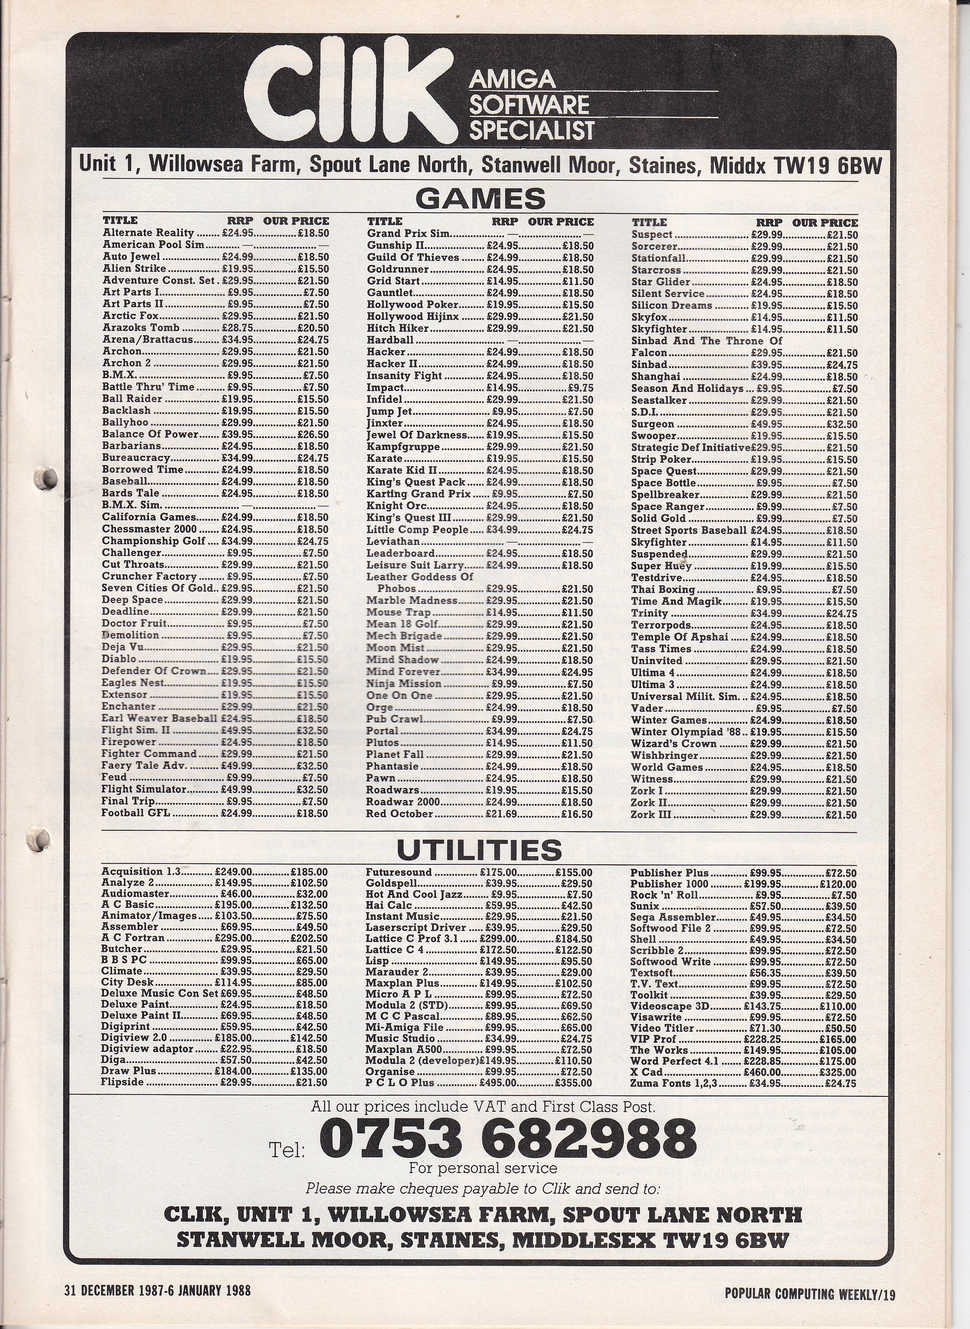 Clik AMIGA
SOFTWARE
SPECIALIST
Unit 1, Willowsea Farm, Spout Lane North, Stanwell Moor, Staines, Middx TW19 6BW
GAMES
TITLE RRP OUR PRICE
Alternate Reality ....... £24.95 ............. £18.50
American Pool Sim ............ — ...................... —
Auto Jewel ................. £24.99 ............. £18.50
Alien Strike ................ £19.95 ............. £15.50
Adventure Const. Set . £29.95 ............. £21.50
Art Parts I ................... £9.95 ............... £7.50
Art Parts II .................. £9.95 ............... £7.50
Arctic Fox .................. £29.95 ............. £21.50
Arazoks Tomb ........... £28.75 ............. £20.50
Arena/Brattacus ......... £34.95 ............. £24.75
Archon ....................... £29.95 ............. £21.50
Archon 2 .................... £29.95 ............. £21.50
B.M.X. ........................ £9.95 ............... £7.50
Battle Thru' Time ........ £9.95 ............... £7.50
Ball Raider ................. £19.95 ............. £15.50
Backlash .................... £19.95 ............. £15.50
Ballyhoo .................... £29.99 ............. £21.50
Balance Of Power ...... £39.95 ............. £26.50
Barbarians ................. £24.95 ............. £18.50
Bureaucracy ............... £34.99 ............. £24.75
Borrowed Time .......... £24.99 ............. £18.50
Baseball ..................... £24.99 ............. £18.50
Bards Tale .................. £24.95 ............. £18.50
B.M.X. Sim. .................. — ...................... —
California Games ....... £24.99 ............. £18.50
Chessmaster 2000 ...... £24.95 ............. £18.50
Championship Golf .... £34.99 ............. £24.75
Challenger .................. £9.95 ............... £7.50
Cut Throats ................ £29.99 ............. £21.50
Cruncher Factory ....... £9.95 ............... £7.50
Seven Cities Of Gold .. £29.95 ............. £21.50
Deep Space ................ £29.99 ............. £21.50
Deadline .................... £29.99 ............. £21.50
Doctor Fruit ................ £9.95 ............... £7.50
Demolition .................. £9.95 ............... £7.50
Deja Vu ...................... £29.95 ............. £21.50
Diablo ........................ £19.95 ............. £15.50
Defender Of Crown .... £29.95 ............. £21.50
Eagles Nest ................ £19.95 ............. £15.50
Extensor .................... £19.95 ............. £15.50
Enchanter .................. £29.99 ............. £21.50
Earl Weaver Baseball £24.95 ............. £18.50
Flight Sim. II .............. £49.95 ............. £32.50
Firepower .................. £24.95 ............. £18.50
Fighter Command ...... £29.99 ............. £21.50
Faery Tale Adv. ......... £49.99 ............. £32.50
Feud ........................... £9.99 ............... £7.50
Flight Simulator .......... £49.99 ............. £32.50
Final Trip .................... £9.95 ............... £7.50
Football GFL .............. £24.99 ............. £18.50
TITLE RRP OUR PRICE
Grand Prix Sim. ............... — ...................... —
Gunship II ................... £24.95 ............. £18.50
Guild Of Thieves ........ £24.99 ............. £18.50
Goldrunner ................ £24.95 ............. £18.50
Grid Start ................... £14.95 ............. £11.50
Gauntlet ..................... £24.99 ............. £18.50
Hollywood Poker ........ £19.95 ............. £15.50
Hollywood Hijinx ....... £29.99 ............. £21.50
Hitch Hiker ................ £29.99 ............. £21.50
Hardball ....................... — ...................... —
Hacker ....................... £24.99 ............. £18.50
Hacker II .................... £24.99 ............. £18.50
Insanity Fight ............. £24.95 ............. £18.50
Impact ........................ £14.95 ............... £9.75
Infidel ......................... £29.99 ............. £21.50
Jump Jet ...................... £9.95 ............... £7.50
Jinxter ........................ £24.95 ............. £18.50
Jewel Of Darkness ...... £19.95 ............. £15.50
Kampfgruppe ............. £29.99 ............. £21.50
Karate ........................ £19.95 ............. £15.50
Karate Kid II .............. £24.99 ............. £18.50
King's Quest Pack ...... £24.99 ............. £18.50
Karting Grand Prix ..... £9.95 ............... £7.50
Knight Orc ................. £24.95 ............. £18.50
King's Quest III .......... £29.99 ............. £21.50
Little Comp People .... £34.99 ............. £24.75
Leviathan ..................... — ...................... —
Leaderboard .............. £24.95 ............. £18.50
Leisure Suit Larry ...... £24.99 ............. £18.50
Leather Goddess Of
Phobos ..................... £29.95 ............. £21.50
Marble Madness ......... £29.95 ............. £21.50
Mouse Trap ................ £14.95 ............. £11.50
Mean 18 Golf .............. £29.99 ............. £21.50
Mech Brigade ............ £29.99 ............. £21.50
Moon Mist .................. £29.95 ............. £21.50
Mind Shadow ............. £24.99 ............. £18.50
Mind Forever ............. £34.99 ............. £24.95
Ninja Mission .............. £9.99 ............... £7.50
One On One ............... £29.95 ............. £21.50
Orge .......................... £24.99 ............. £18.50
Pub Crawl ................... £9.99 ............... £7.50
Portal ......................... £34.99 ............. £24.75
Plutos ......................... £14.95 ............. £11.50
Planet Fall .................. £29.99 ............. £21.50
Phantasie ................... £24.99 ............. £18.50
Pawn .......................... £24.95 ............. £18.50
Roadwars ................... £19.95 ............. £15.50
Roadwar 2000 ............ £24.99 ............. £18.50
Red October .............. £21.69 ............. £16.50
TITLE RRP OUR PRICE
Suspect ...................... £29.99 ............. £21.50
Sorcerer ..................... £29.99 ............. £21.50
Stationfall ................... £29.99 ............. £21.50
Starcross .................... £29.99 ............. £21.50
Star Glider ................. £24.95 ............. £18.50
Silent Service ............. £24.95 ............. £18.50
Silicon Dreams .......... £19.95 ............. £15.50
Skyfox ....................... £14.95 ............. £11.50
Skyfighter .................. £14.95 ............. £11.50
Sinbad And The Throne Of
Falcon ....................... £29.95 ............. £21.50
Sinbad ....................... £39.95 ............. £24.75
Shanghai .................... £24.99 ............. £18.50
Season And Holidays ... £9.95 ............... £7.50
Seastalker .................. £29.99 ............. £21.50
S.D.I. ......................... £29.95 ............. £21.50
Surgeon ..................... £49.95 ............. £32.50
Swooper ..................... £19.95 ............. £15.50
Strategic Def Initiative £29.95 ............. £21.50
Strip Poker ................. £19.95 ............. £15.50
Space Quest ............... £29.99 ............. £21.50
Space Bottle ................ £9.95 ............... £7.50
Spellbreaker .............. £29.99 ............. £21.50
Space Ranger .............. £9.99 ............... £7.50
Solid Gold ................... £9.99 ............... £7.50
Street Sports Baseball £24.95 ............. £18.50
Skyfighter .................. £14.99 ............. £11.50
Suspended ................. £29.99 ............. £21.50
Super Huey ................ £19.99 ............. £15.50
Testdrive .................... £24.95 ............. £18.50
Thai Boxing ................. £9.95 ............... £7.50
Time And Magik ......... £19.95 ............. £15.50
Trinity ........................ £34.99 ............. £24.75
Terrorpods ................. £24.95 ............. £18.50
Temple Of Apshai ..... £24.99 ............. £18.50
Tass Times ................. £24.99 ............. £18.50
Uninvited ................... £29.95 ............. £21.50
Ultima 4 ..................... £24.99 ............. £18.50
Ultima 3 ..................... £24.99 ............. £18.50
Universal Milit. Sim. .. £24.95 ............. £18.50
Vader .......................... £9.95 ............... £7.50
Winter Games ............ £24.99 ............. £18.50
Winter Olympiad '88 .. £19.95 ............. £15.50
Wizard's Crown ......... £29.99 ............. £21.50
Wishbringer ............... £29.95 ............. £21.50
World Games ............. £24.95 ............. £18.50
Witness ...................... £29.99 ............. £21.50
Zork I ......................... £29.99 ............. £21.50
Zork II ........................ £29.99 ............. £21.50
Zork III ....................... £29.99 ............. £21.50
UTILITIES
Acquisition 1.3 .......... £249.00 ............ £185.00
Analyze 2 .................. £149.95 ............ £102.50
Audiomaster ............... £46.00 .............. £32.00
A C Basic .................. £195.00 ............ £132.50
Animator/Images ..... £103.50 .............. £75.50
Assembler .................. £69.95 .............. £49.50
A C Fortran ............... £295.00 ............ £202.50
Butcher ...................... £29.95 .............. £21.50
B B S PC ..................... £99.95 .............. £65.00
Climate ...................... £39.95 .............. £29.50
City Desk .................. £114.95 .............. £85.00
Deluxe Music Con Set £69.95 .............. £48.50
Deluxe Paint .............. £24.95 .............. £18.50
Deluxe Paint II ........... £69.95 .............. £48.50
Digiprint .................... £59.95 .............. £42.50
Digiview 2.0 .............. £185.00 ............ £142.50
Digiview adaptor ....... £22.95 .............. £18.50
Diga ........................... £57.50 .............. £42.50
Draw Plus .................. £184.00 ............ £135.00
Flipside ..................... £29.95 .............. £21.50
Futuresound ............. £175.00 ............ £155.00
Goldspell ................... £39.95 .............. £29.50
Hot And Cool Jazz ....... £9.95 ................ £7.50
Hai Calc ..................... £59.95 .............. £42.50
Instant Music .............. £29.95 .............. £21.50
Laserscript Driver ..... £39.95 .............. £29.50
Lattice C Prof 3.1 ..... £299.00 ............ £184.50
Lattice C 4 ................ £172.50 ............ £122.50
Lisp .......................... £149.95 .............. £95.50
Marauder 2 ................ £39.95 .............. £29.00
Maxplan Plus ............ £149.95 ............ £102.50
Micro A P L ................ £99.95 .............. £72.50
Modula 2 (STD) .......... £99.95 .............. £69.50
M C C Pascal .............. £89.95 .............. £62.50
Mi-Amiga File ............ £99.95 .............. £65.00
Music Studio .............. £34.99 .............. £24.75
Maxplan A500 ............ £99.95 .............. £72.50
Modula 2 (developer) £149.95 ............ £110.50
Organise .................... £99.95 .............. £72.50
P C L O Plus .............. £495.00 ............ £355.00
Publisher Plus ............ £99.95 .............. £72.50
Publisher 1000 .......... £199.95 ............ £120.00
Rock 'n' Roll ................ £9.95 ................ £7.50
Sunix ......................... £57.50 .............. £39.50
Sega Assembler ......... £49.95 .............. £34.50
Softwood File 2 .......... £99.95 .............. £72.50
Shell .......................... £49.95 .............. £34.50
Scribble 2 .................. £99.95 .............. £72.50
Softwood Write .......... £99.95 .............. £72.50
Textsoft ...................... £56.35 .............. £39.50
T.V. Text .................... £99.95 .............. £72.50
Toolkit ....................... £39.95 .............. £29.50
Videoscape 3D ......... £143.75 ............ £110.00
Visawrite ................... £99.95 .............. £72.50
Video Titler ............... £71.30 .............. £50.50
VIP Prof .................... £228.25 ............ £165.00
The Works ................ £149.95 ............ £105.00
Word Perfect 4.1 ...... £228.85 ............ £175.00
X Cad ....................... £460.00 ............ £325.00
Zuma Fonts 1,2,3 ........ £34.95 .............. £24.75
All our prices include VAT and First Class Post.
Tel: 0753 682988
For personal service
Please make cheques payable to Clik and send to:
CLIK, UNIT 1, WILLOWSEA FARM, SPOUT LANE NORTH
STANWELL MOOR, STAINES, MIDDLESEX TW19 6BW
31 DECEMBER 1987-6 JANUARY 1988
POPULAR COMPUTING WEEKLY/19